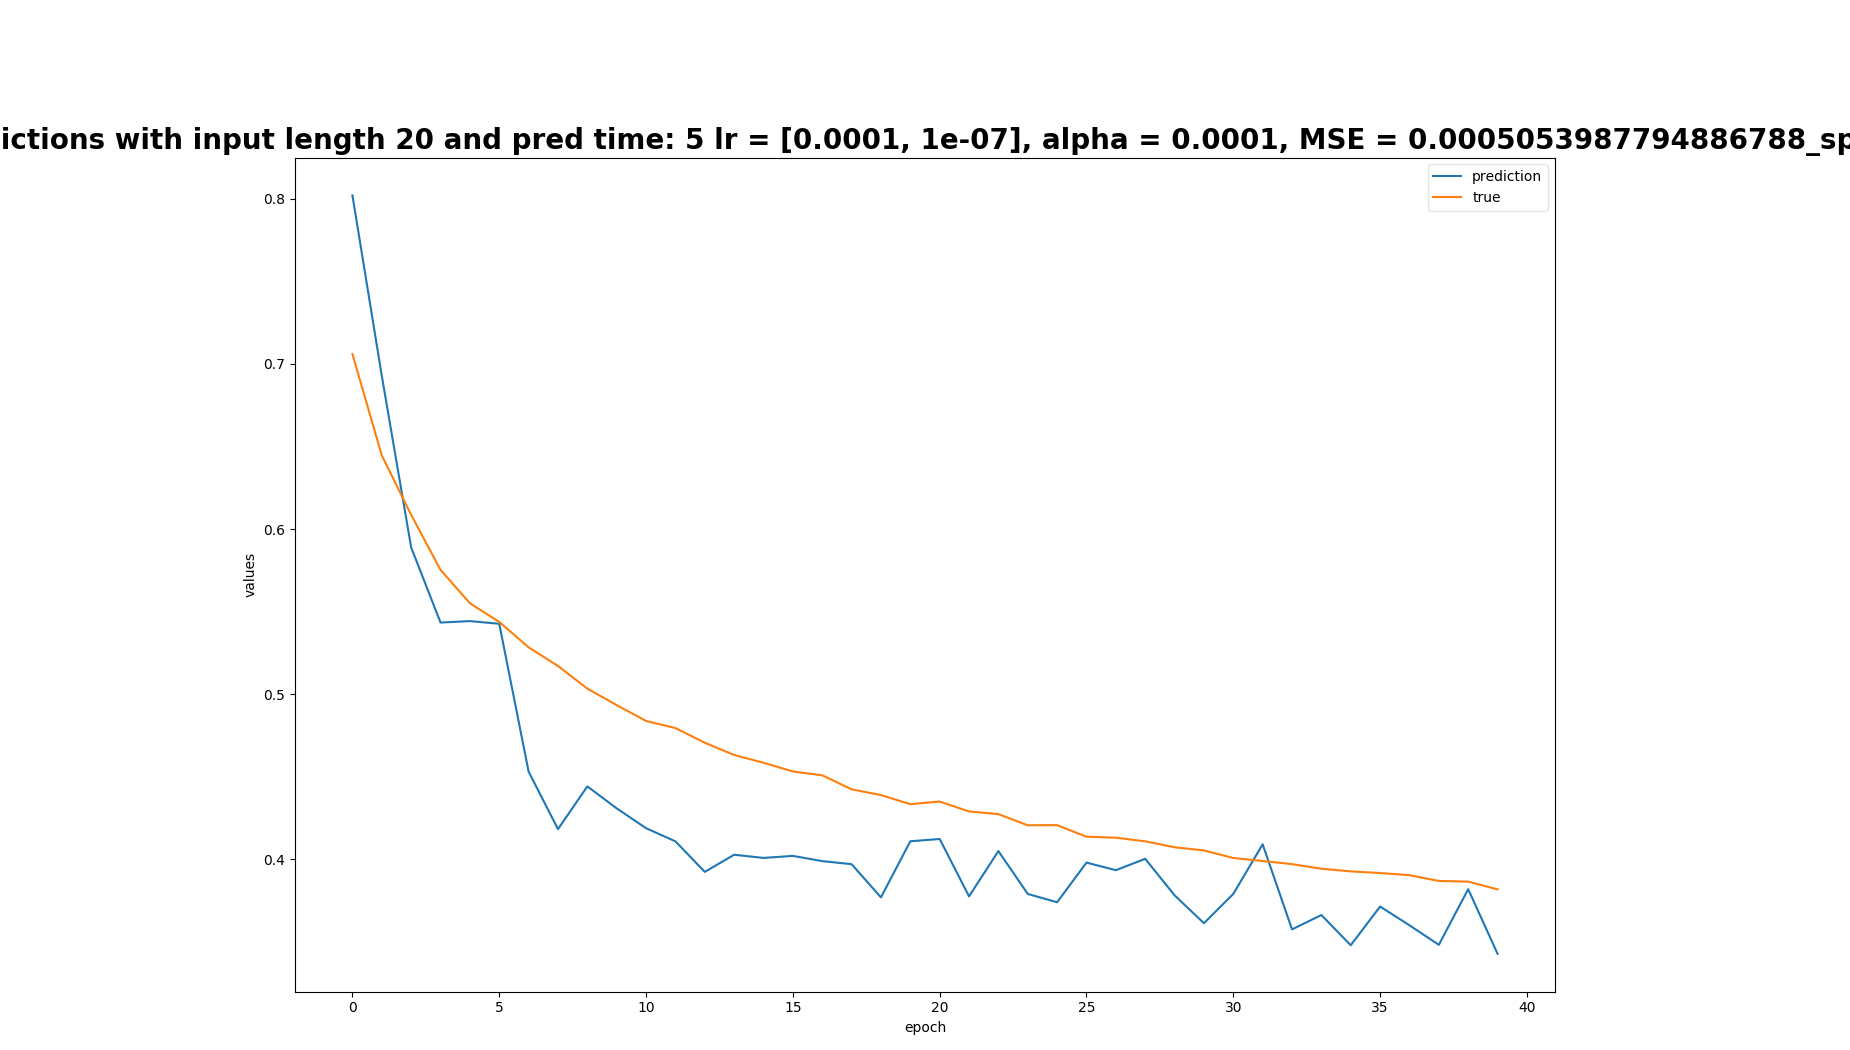 ictions with input length 20 and pred time: 5 lr = [0.0001, 1e-07], alpha = 0.0001, MSE = 0.0005053987794886788_sp
prediction
true
0.8
0.7
0.6
0.5
0.4
values
0
5
10
15
20
25
30
35
40
epoch